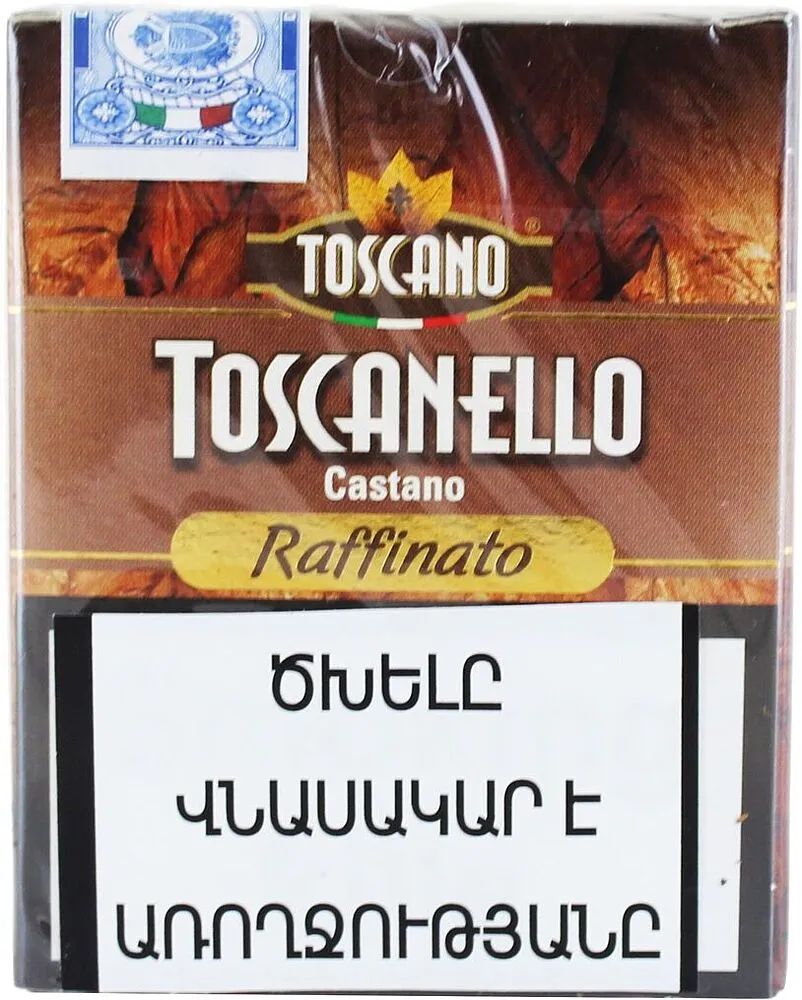 TOSCANO ®
TOSCANELLO
Castano
Raffinato
ԾԽԵԼԸ
ՎՆԱՍԱԿԱՐ Է
ԱՌՈՂՋՈՒԹՅԱՆԸ